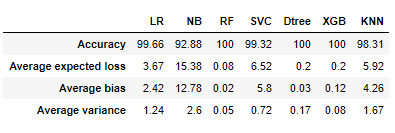 LR NB RF SVC Dtree XGB KNN
Accuracy 99.66 92.88 100 99.32 100 100 98.31
Average expected loss 3.67 15.38 0.08 6.52 0.2 0.2 5.92
Average bias 2.42 12.78 0.02 5.8 0.03 0.12 4.26
Average variance 1.24 2.6 0.05 0.72 0.17 0.08 1.67